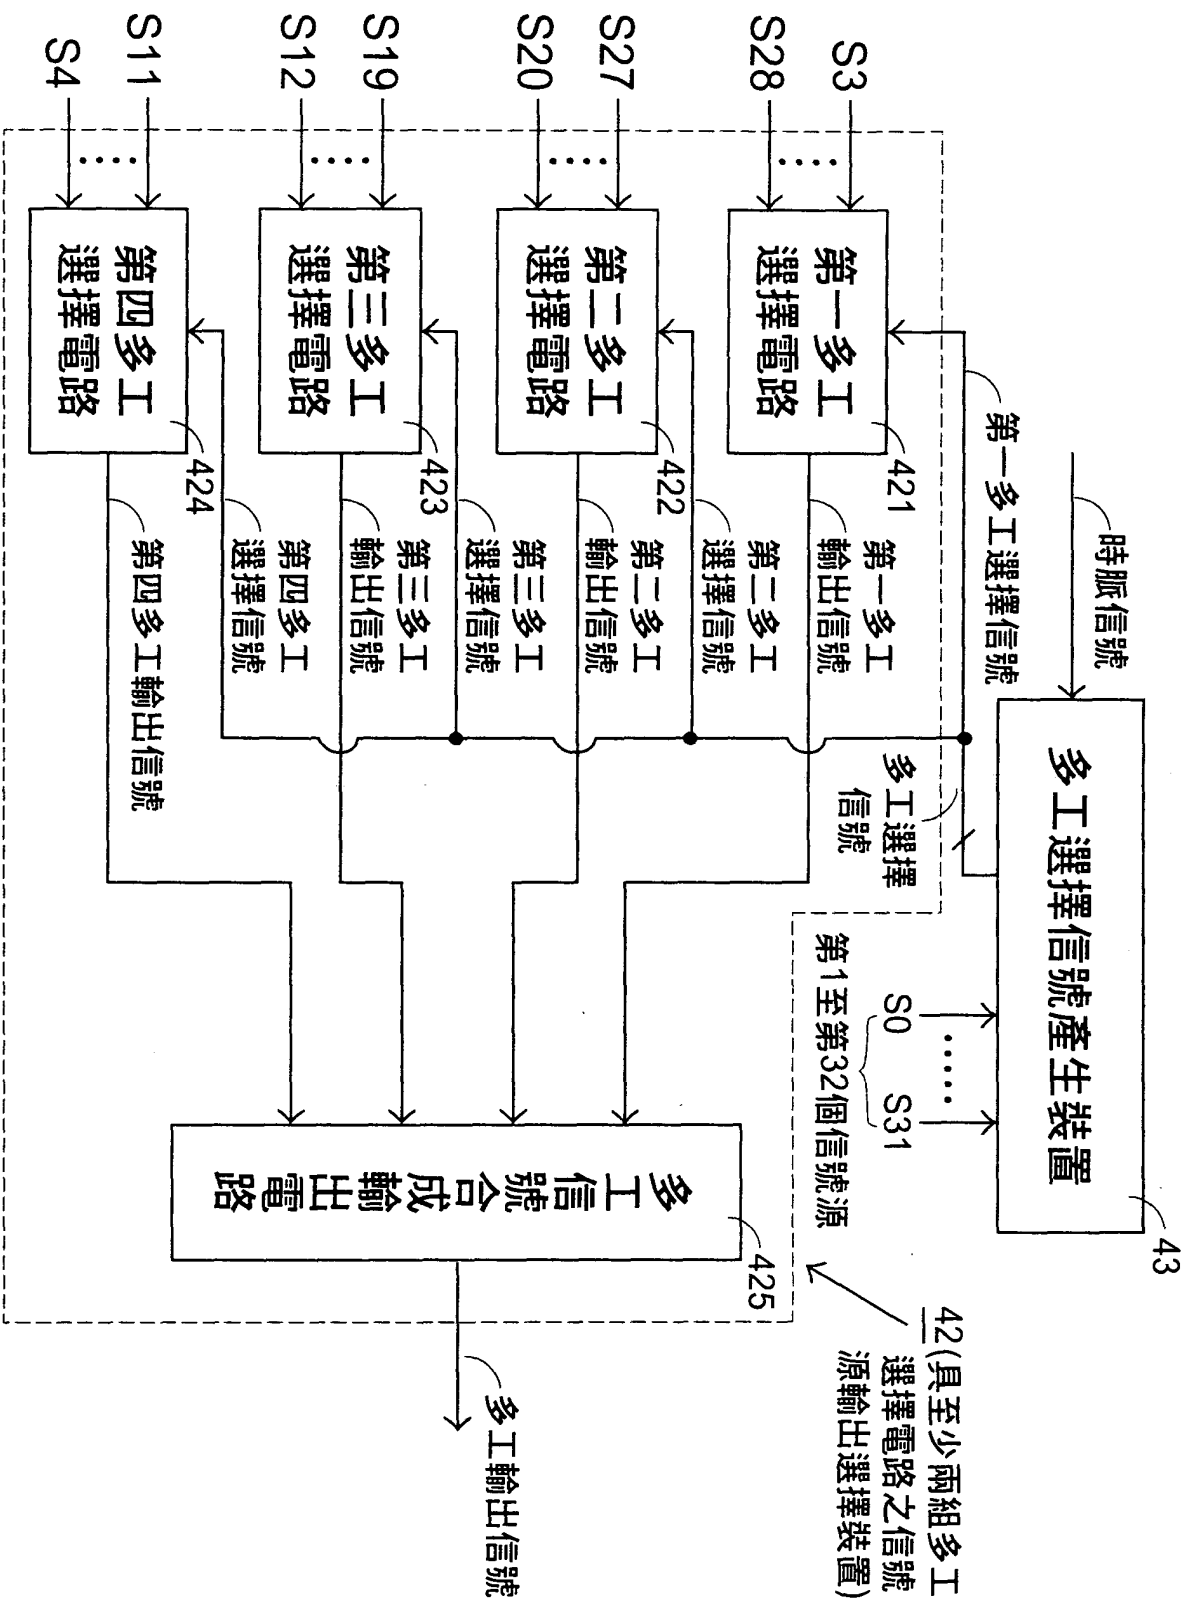 時脈信號
多工選擇信號產生裝置
43
S0
S31
第1至第32個信號源
第一多工選擇信號
多工選擇
信號
42(具至少兩組多工
選擇電路之信號
源輸出選擇裝置)
S3
S28
第一多工
選擇電路
421
第一多工
輸出信號
第二多工
選擇信號
S27
S20
第二多工
選擇電路
422
第二多工
輸出信號
第三多工
選擇信號
S19
S12
第三多工
選擇電路
423
第三多工
輸出信號
第四多工
選擇信號
S11
S4
第四多工
選擇電路
424
第四多工輸出信號
多工信號合成輸出電路
425
多工輸出信號